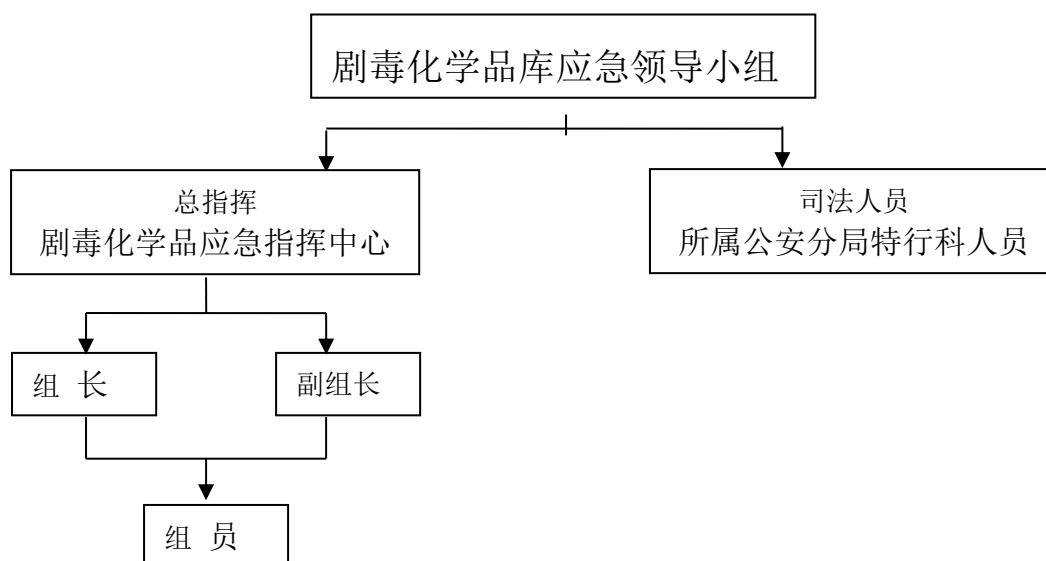 剧毒化学品库应急领导小组
总指挥
剧毒化学品应急指挥中心
司法人员
所属公安分局特行科人员
组 长
副组长
组 员